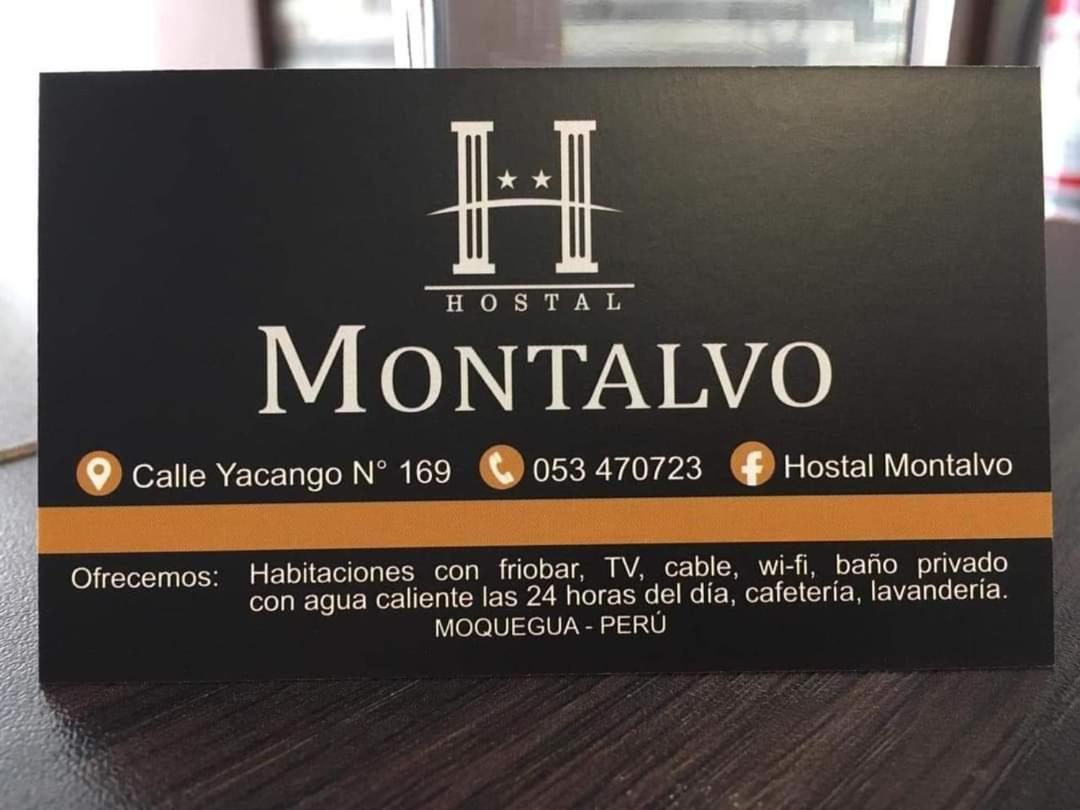 H
HOSTAL
MONTALVO
Calle Yacango N° 169 053 470723 f Hostal Montalvo
Ofrecemos: Habitaciones con friobar, TV, cable, wi-fi, baño privado
con agua caliente las 24 horas del día, cafetería, lavandería.
MOQUEGUA - PERÚ